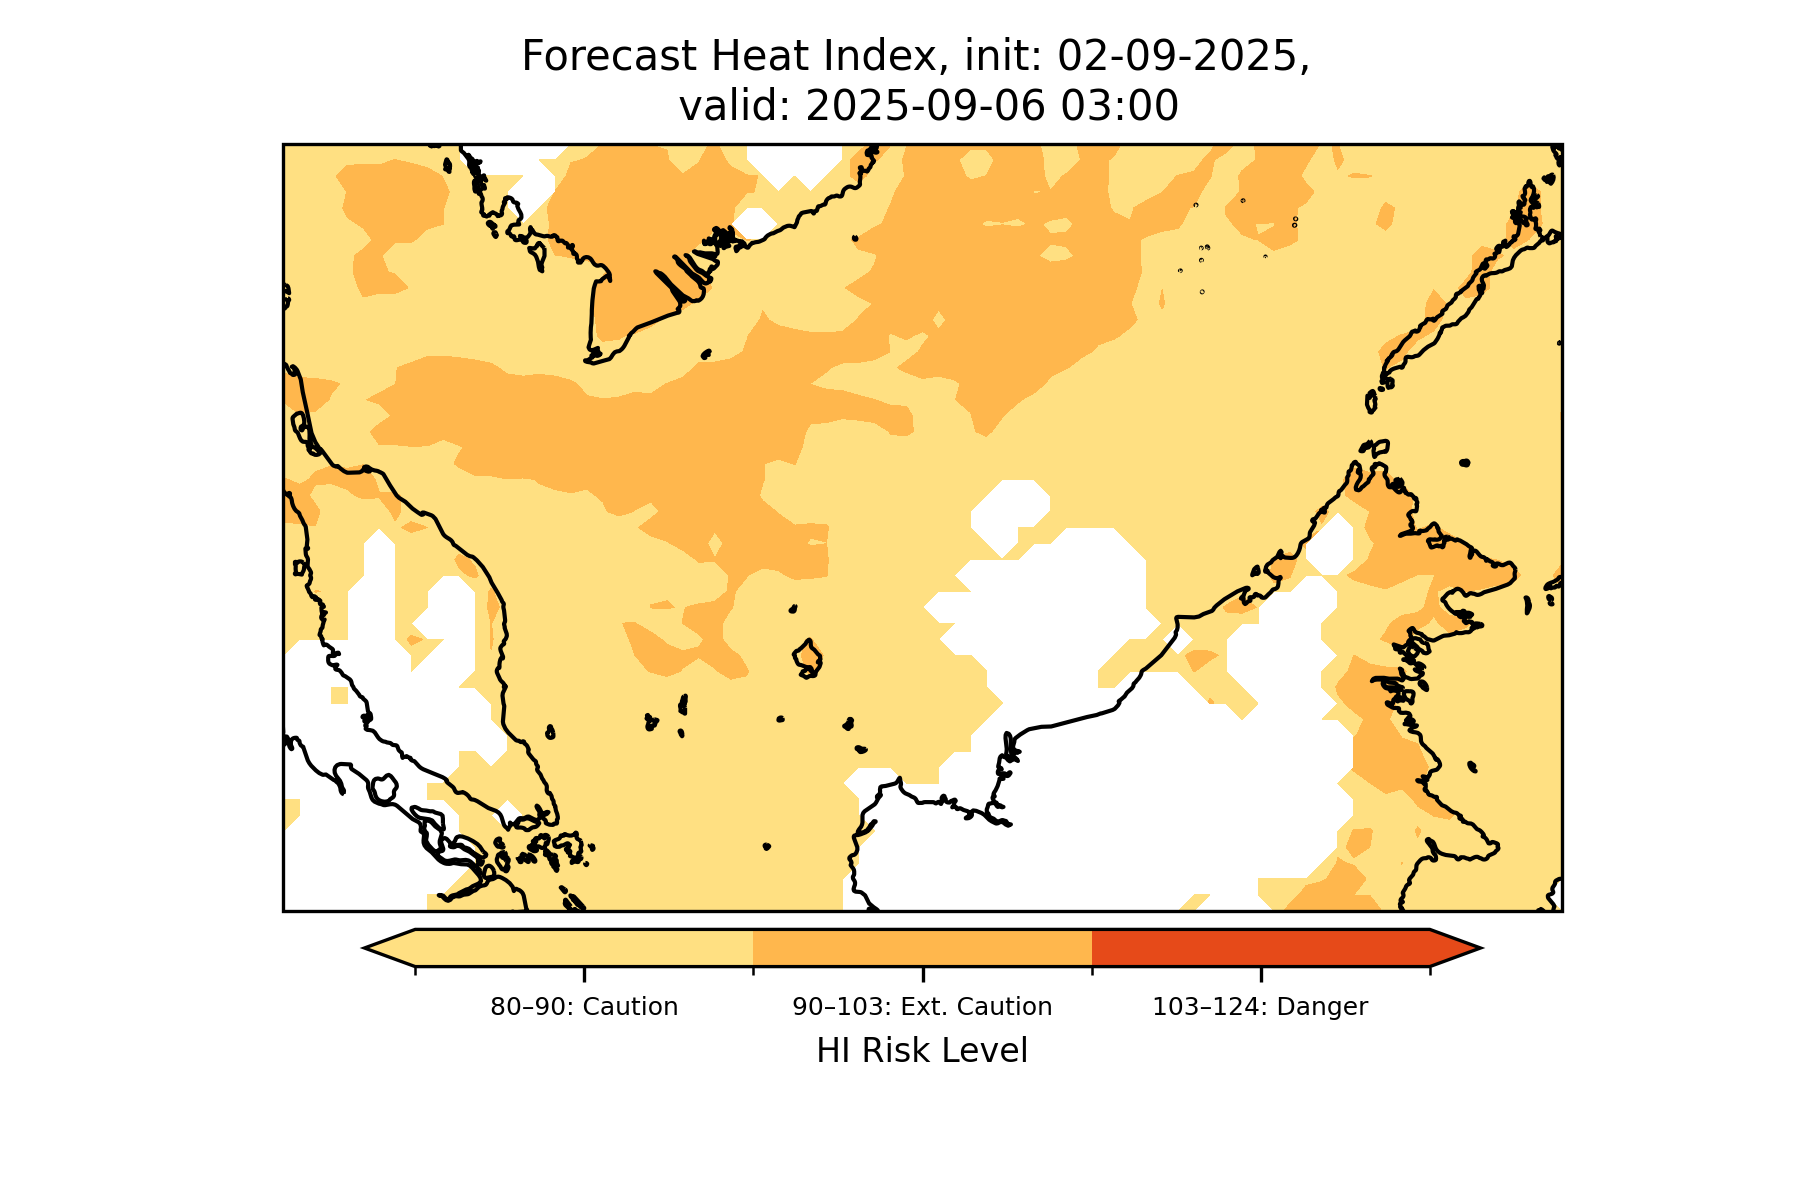 Forecast Heat Index, init: 02-09-2025,
valid: 2025-09-06 03:00
80–90: Caution
90–103: Ext. Caution
103–124: Danger
HI Risk Level